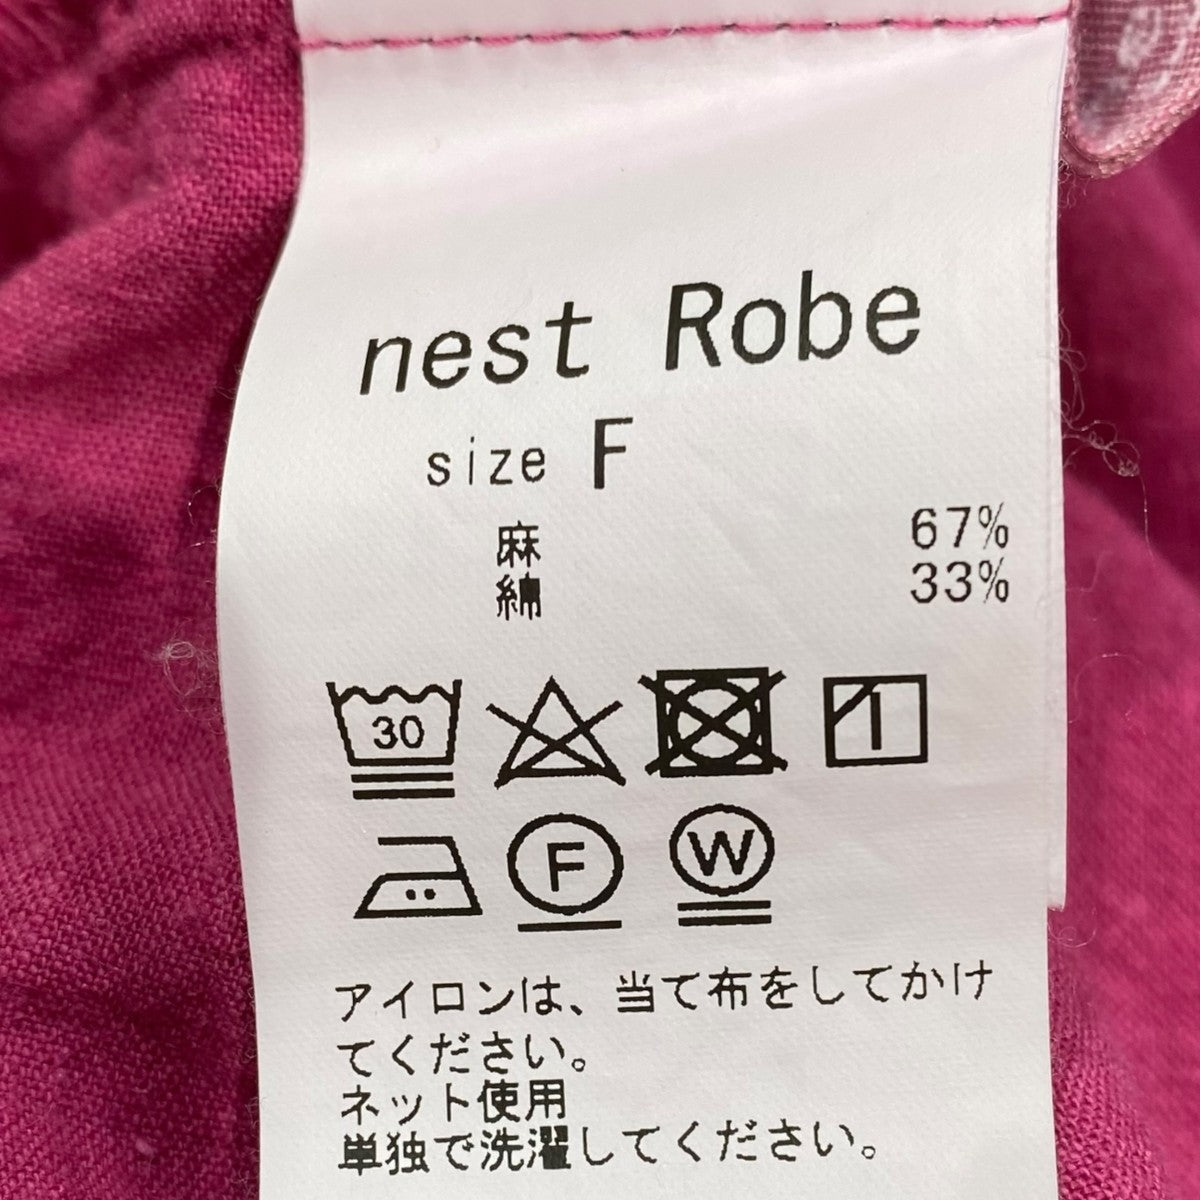 nest Robe
size F
麻 67%
綿 33%
30
F W
アイロンは、当て布をしてかけ
てください。
ネット使用
単独で洗濯してください。